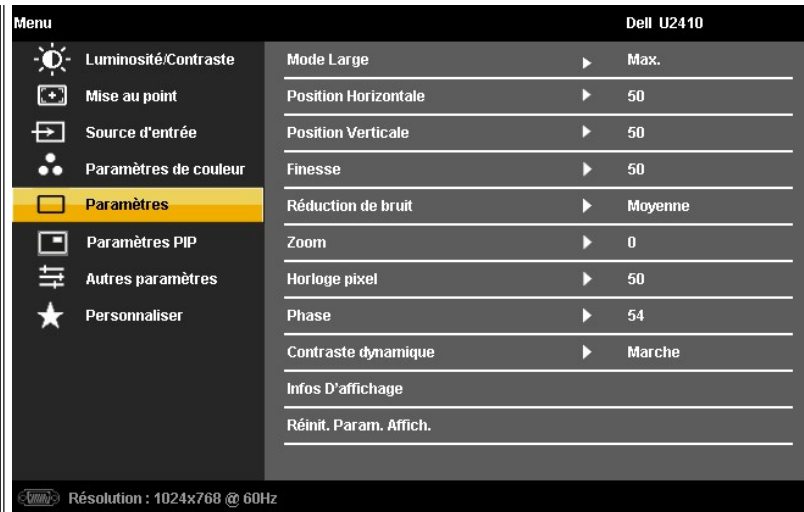 Menu Dell U2410
Luminosité/Contraste Mode Large Max.
Mise au point Position Horizontale 50
Source d'entrée Position Verticale 50
Paramètres de couleur Finesse 50
Paramètres Réduction de bruit Moyenne
Paramètres PIP Zoom 0
Autres paramètres Horloge pixel 50
Personnaliser Phase 54
Contraste dynamique Marche
Infos D’affichage
Réinit. Param. Affich.
Résolution : 1024x768 @ 60Hz